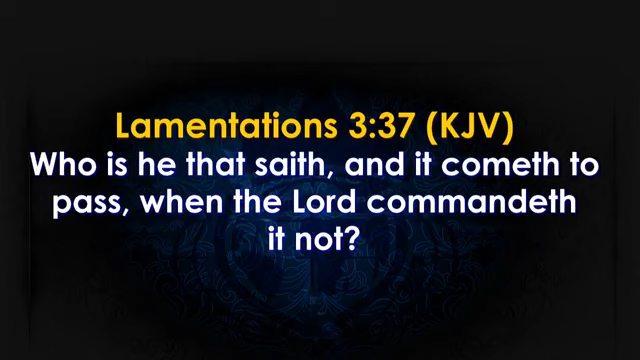 Lamentations 3:37 (KJV)
Who is he that saith, and it cometh to
pass, when the Lord commandeth
it not?